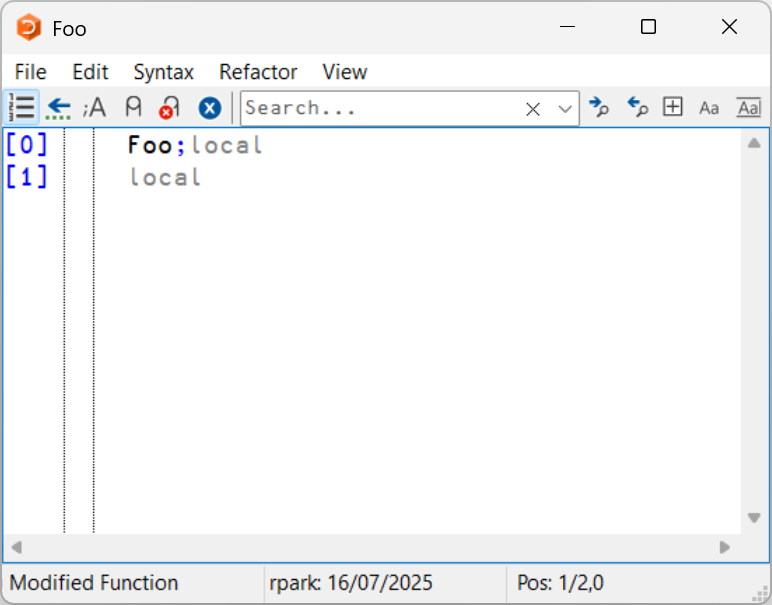 Foo
File Edit Syntax Refactor View
;A Search... Aa Aa
[0] Foo;local
[1] local
Modified Function rpark: 16/07/2025 Pos: 1/2,0